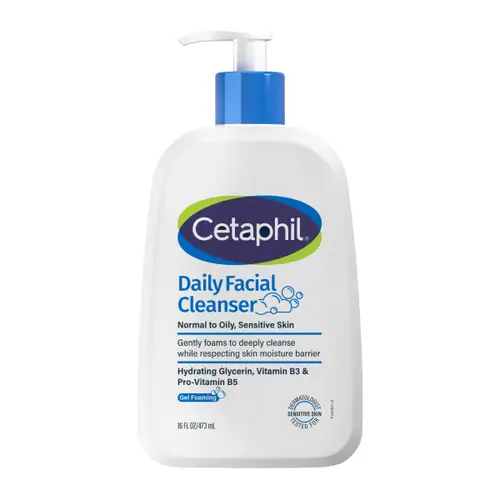 Cetaphil®
Daily Facial
Cleanser
Normal to Oily, Sensitive Skin
Gently foams to deeply cleanse
while respecting skin moisture barrier
Hydrating Glycerin, Vitamin B3 &
Pro-Vitamin B5
Gel Foaming
DERMATOLOGIST
SENSITIVE SKIN
TESTED FOR
16 FL OZ/473 mL